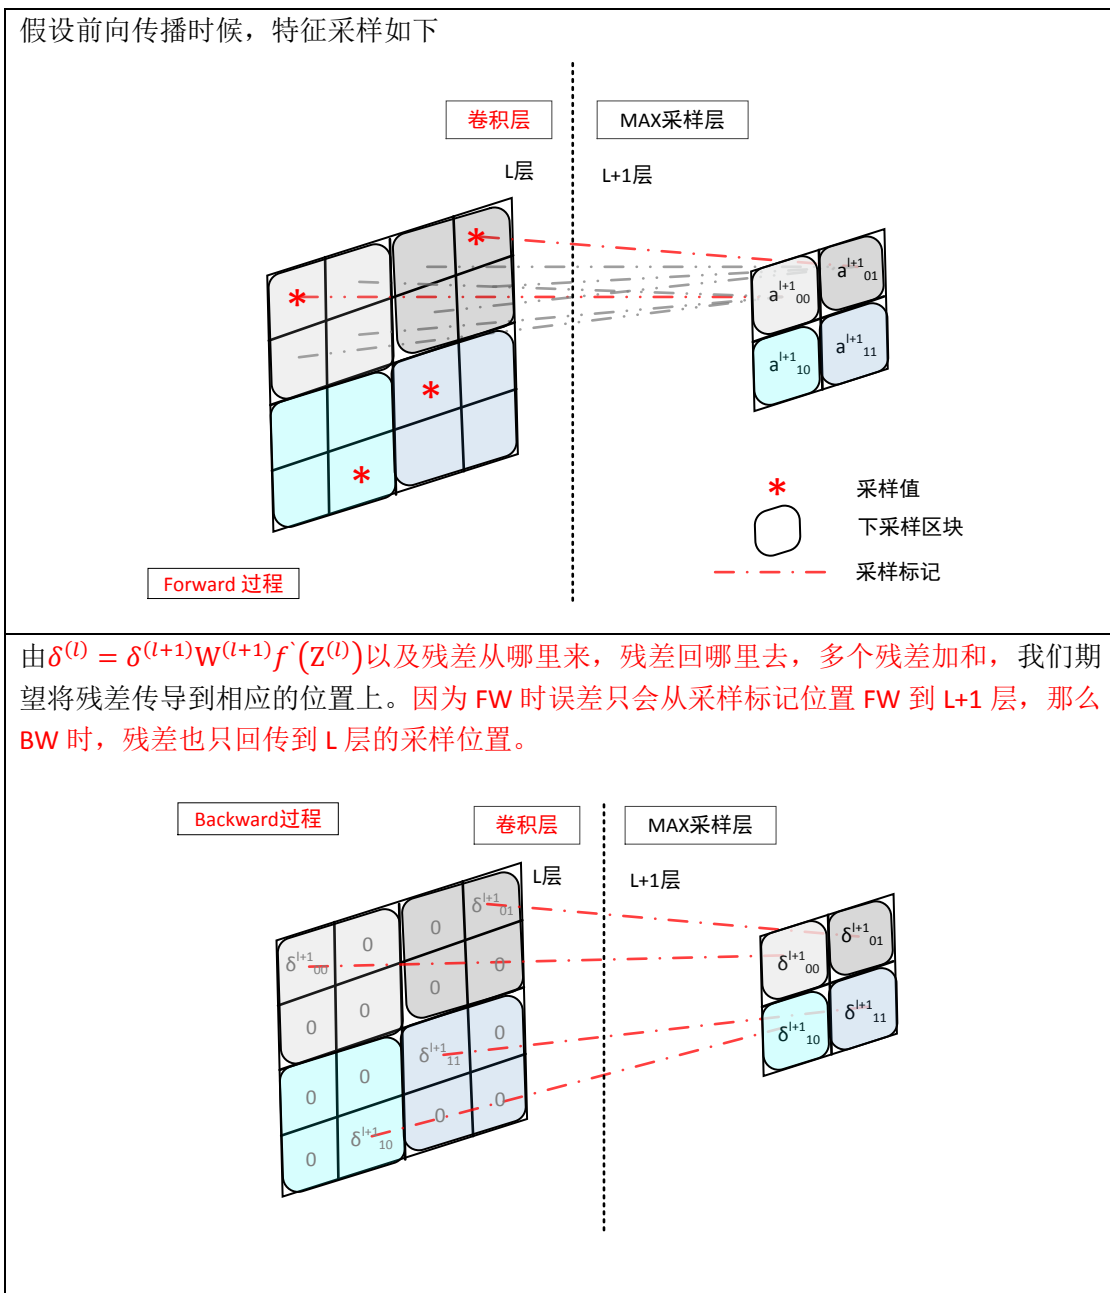 假设前向传播时候，特征采样如下
卷积层 MAX采样层
L层 L+1层
* *
a^{l+1}_{00} a^{l+1}_{01}
a^{l+1}_{10} a^{l+1}_{11}
*
*
* 采样值
下采样区块
采样标记
Forward 过程
由δ^{(l)} = δ^{(l+1)}W^{(l+1)}f`(Z^{(l)})以及残差从哪里来，残差回哪里去，多个残差加和，我们期
望将残差传导到相应的位置上。因为 FW 时误差只会从采样标记位置 FW 到 L+1 层，那么
BW 时，残差也只回传到 L 层的采样位置。
Backward过程 卷积层 MAX采样层
L层 L+1层
δ^{l+1}_{00} 0 0 δ^{l+1}_{01}
0 0 0 0
0 0 δ^{l+1}_{11} 0
0 δ^{l+1}_{10} 0 0
δ^{l+1}_{00} δ^{l+1}_{01}
δ^{l+1}_{10} δ^{l+1}_{11}